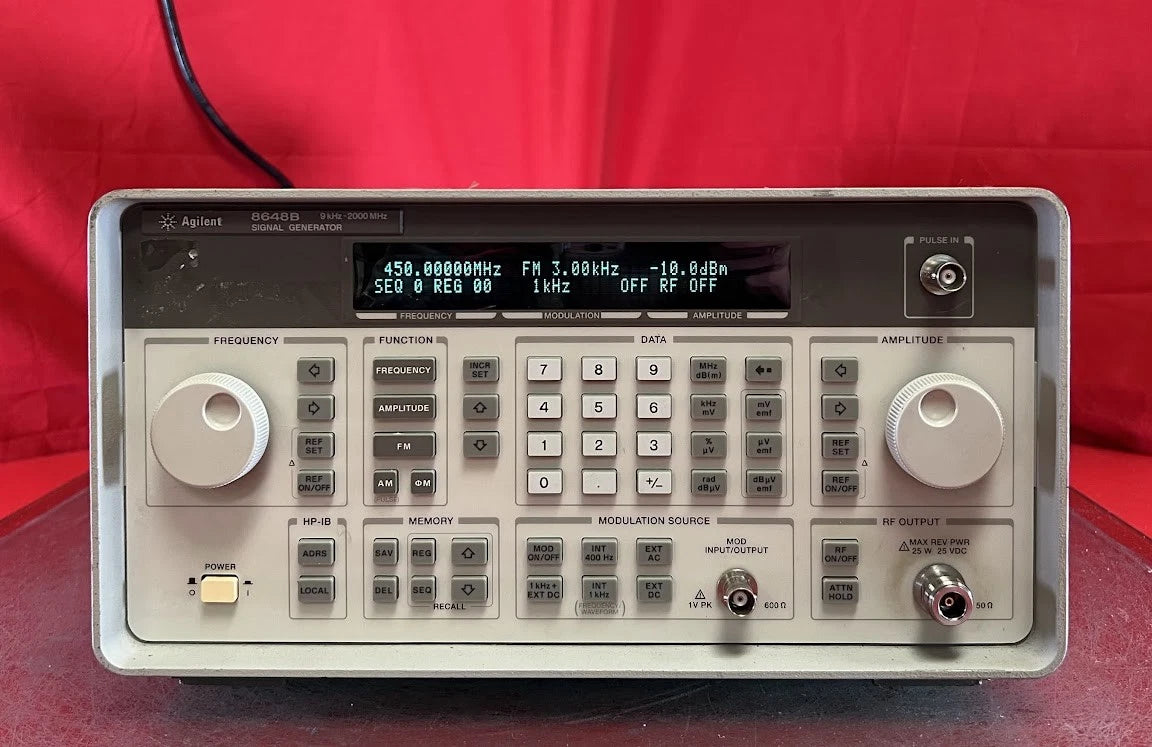 Agilent 8648B 9 kHz-2000 MHz
SIGNAL GENERATOR
PULSE IN
450.00000MHz FM 3.00kHz -10.0dBm
SEQ 0 REG 00 1kHz OFF RF OFF
FREQUENCY MODULATION AMPLITUDE
FREQUENCY
REF
SET
REF
ON/OFF
FUNCTION
FREQUENCY
AMPLITUDE
FM
AM ΦM
(PULSE)
INCR
SET
DATA
7 8 9
4 5 6
1 2 3
0 . +/−
MHz
dB(m)
kHz
mV
mV
emf
%
µV
µV
emf
rad
dBµV
dBµV
emf
AMPLITUDE
REF
SET
REF
ON/OFF
POWER
O I
HP-IB
ADRS
LOCAL
MEMORY
SAV REG
DEL SEQ
RECALL
MODULATION SOURCE
MOD
ON/OFF
INT
400 Hz
EXT
AC
1 kHz +
EXT DC
INT
1 kHz
EXT
DC
(FREQUENCY/
WAVEFORM)
MOD
INPUT/OUTPUT
1V PK 600 Ω
RF OUTPUT
RF
ON/OFF
ATTN
HOLD
MAX REV PWR
25 W 25 VDC
50 Ω